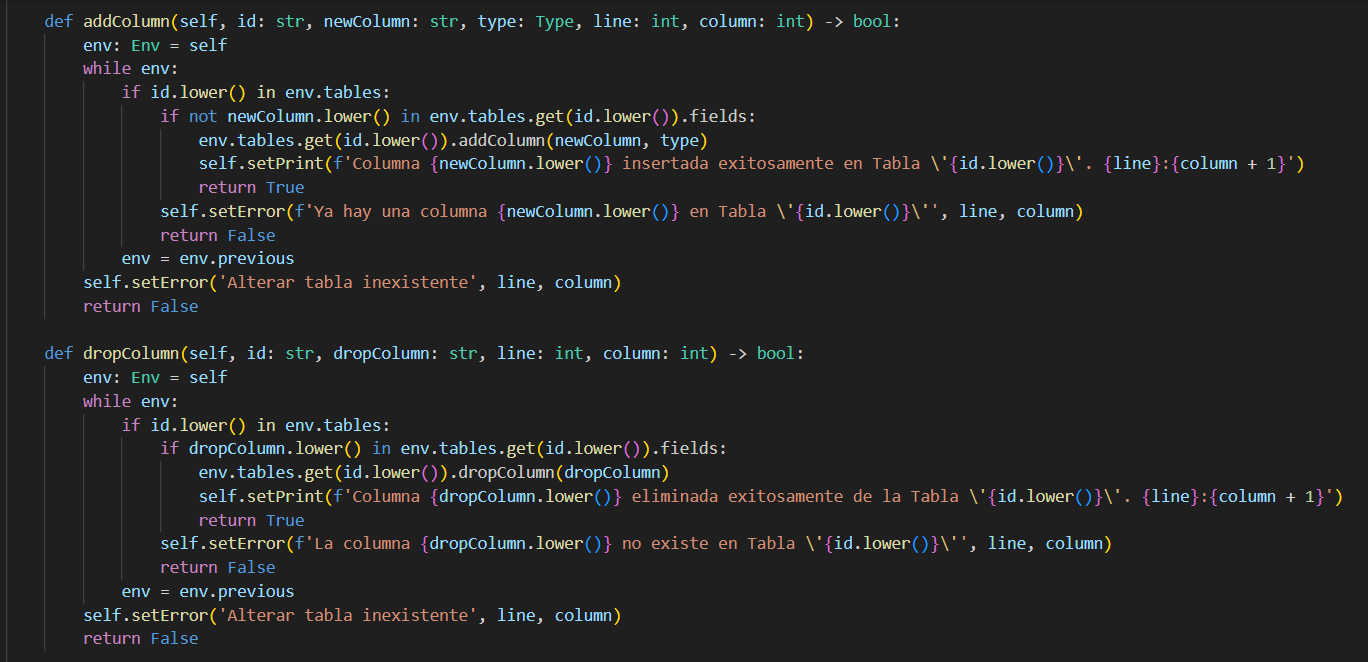 def addColumn(self, id: str, newColumn: str, type: Type, line: int, column: int) -> bool:
    env: Env = self
    while env:
        if id.lower() in env.tables:
            if not newColumn.lower() in env.tables.get(id.lower()).fields:
                env.tables.get(id.lower()).addColumn(newColumn, type)
                self.setPrint(f'Columna {newColumn.lower()} insertada exitosamente en Tabla \'{id.lower()}\'. {line}:{column + 1}')
                return True
            self.setError(f'Ya hay una columna {newColumn.lower()} en Tabla \'{id.lower()}\'', line, column)
            return False
        env = env.previous
    self.setError('Alterar tabla inexistente', line, column)
    return False

def dropColumn(self, id: str, dropColumn: str, line: int, column: int) -> bool:
    env: Env = self
    while env:
        if id.lower() in env.tables:
            if dropColumn.lower() in env.tables.get(id.lower()).fields:
                env.tables.get(id.lower()).dropColumn(dropColumn)
                self.setPrint(f'Columna {dropColumn.lower()} eliminada exitosamente de la Tabla \'{id.lower()}\'. {line}:{column + 1}')
                return True
            self.setError(f'La columna {dropColumn.lower()} no existe en Tabla \'{id.lower()}\'', line, column)
            return False
        env = env.previous
    self.setError('Alterar tabla inexistente', line, column)
    return False